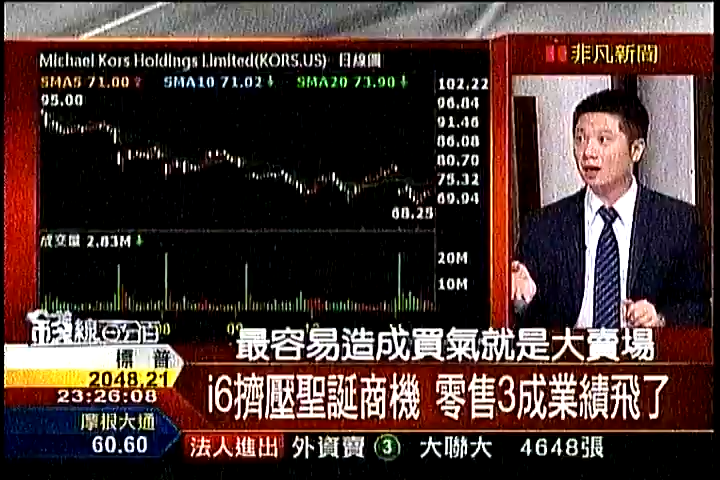 Michael Kors Holdings Limited(KORS.US) 日線圖
SMA5 71.00↑ SMA10 71.02↓ SMA20 73.90↓
95.00
102.22
96.84
91.46
86.08
80.70
75.32
69.94
68.25
成交量 2.83M↓
20M
10M
非凡新聞
最容易造成買氣就是大賣場
標普
2048.21
23:26:08
i6擠壓聖誕商機 零售3成業績飛了
摩根大通
60.60
法人進出 外資賣 3 大聯大 4648張